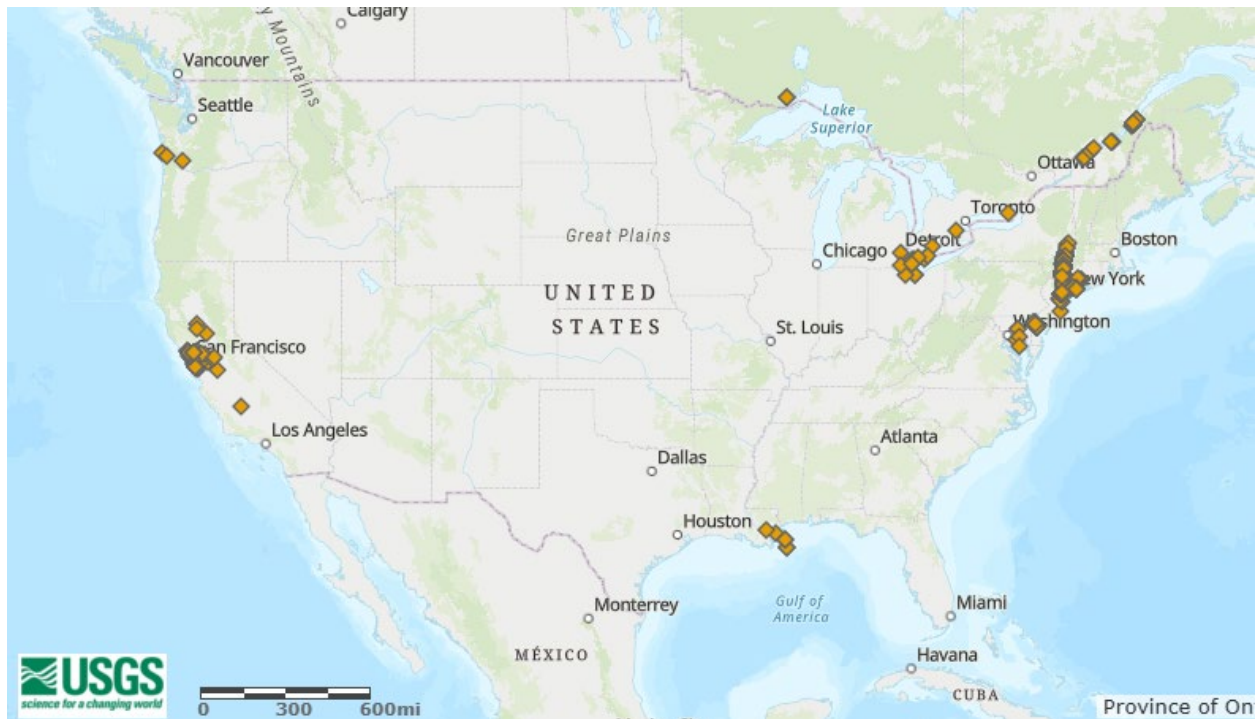 Calgary
y Mountains
Vancouver
Seattle
Lake
Superior
Ottawa
Toronto
Great Plains
Chicago
Detroit
Boston
ew York
UNITED
STATES
St. Louis
Washington
San Francisco
Los Angeles
Atlanta
Dallas
Houston
Monterrey
Gulf of
America
Miami
MÉXICO
Havana
CUBA
USGS
science for a changing world
0 300 600mi
Province of On